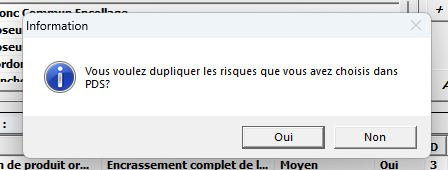 onc Commun Encollage
Information
Vous voulez dupliquer les risques que vous avez choisis dans
PDS?
Oui
Non
:
D
n de produit or... Encrassement complet de l... Moyen Oui 3